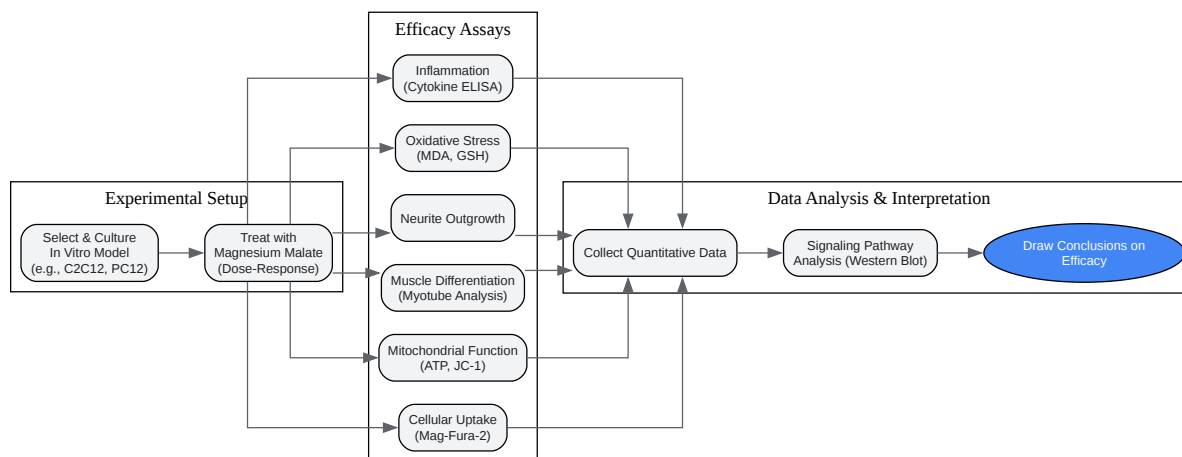 Efficacy Assays
Inflammation
(Cytokine ELISA)
Oxidative Stress
(MDA, GSH)
Neurite Outgrowth
Muscle Differentiation
(Myotube Analysis)
Mitochondrial Function
(ATP, JC-1)
Cellular Uptake
(Mag-Fura-2)
Experimental Setup
Select & Culture
In Vitro Model
(e.g., C2C12, PC12)
Treat with
Magnesium Malate
(Dose-Response)
Data Analysis & Interpretation
Collect Quantitative Data
Signaling Pathway
Analysis (Western Blot)
Draw Conclusions on
Efficacy